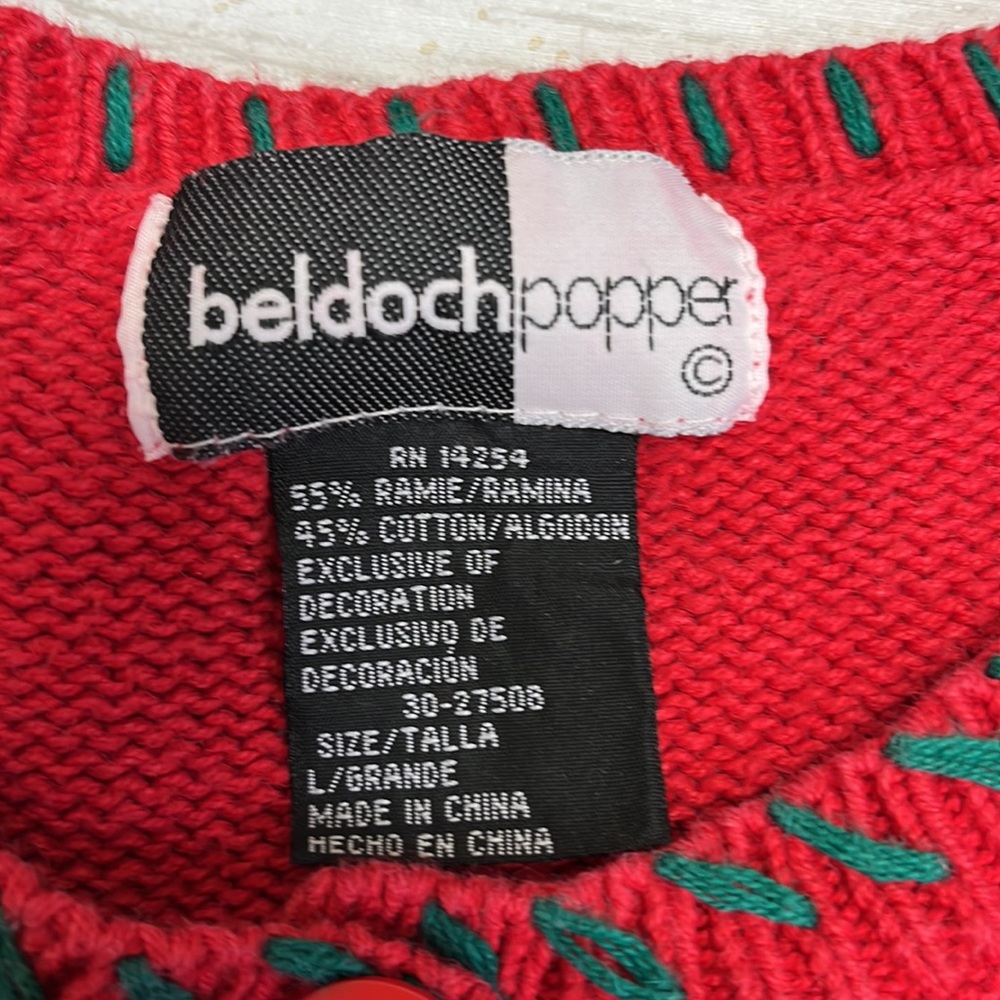 beldochpopper
©
RN 14254
55% RAMIE/RAMINA
45% COTTON/ALGODON
EXCLUSIVE OF
DECORATION
EXCLUSIVO DE
DECORACIÓN
30-27508
SIZE/TALLA
L/GRANDE
MADE IN CHINA
HECHO EN CHINA